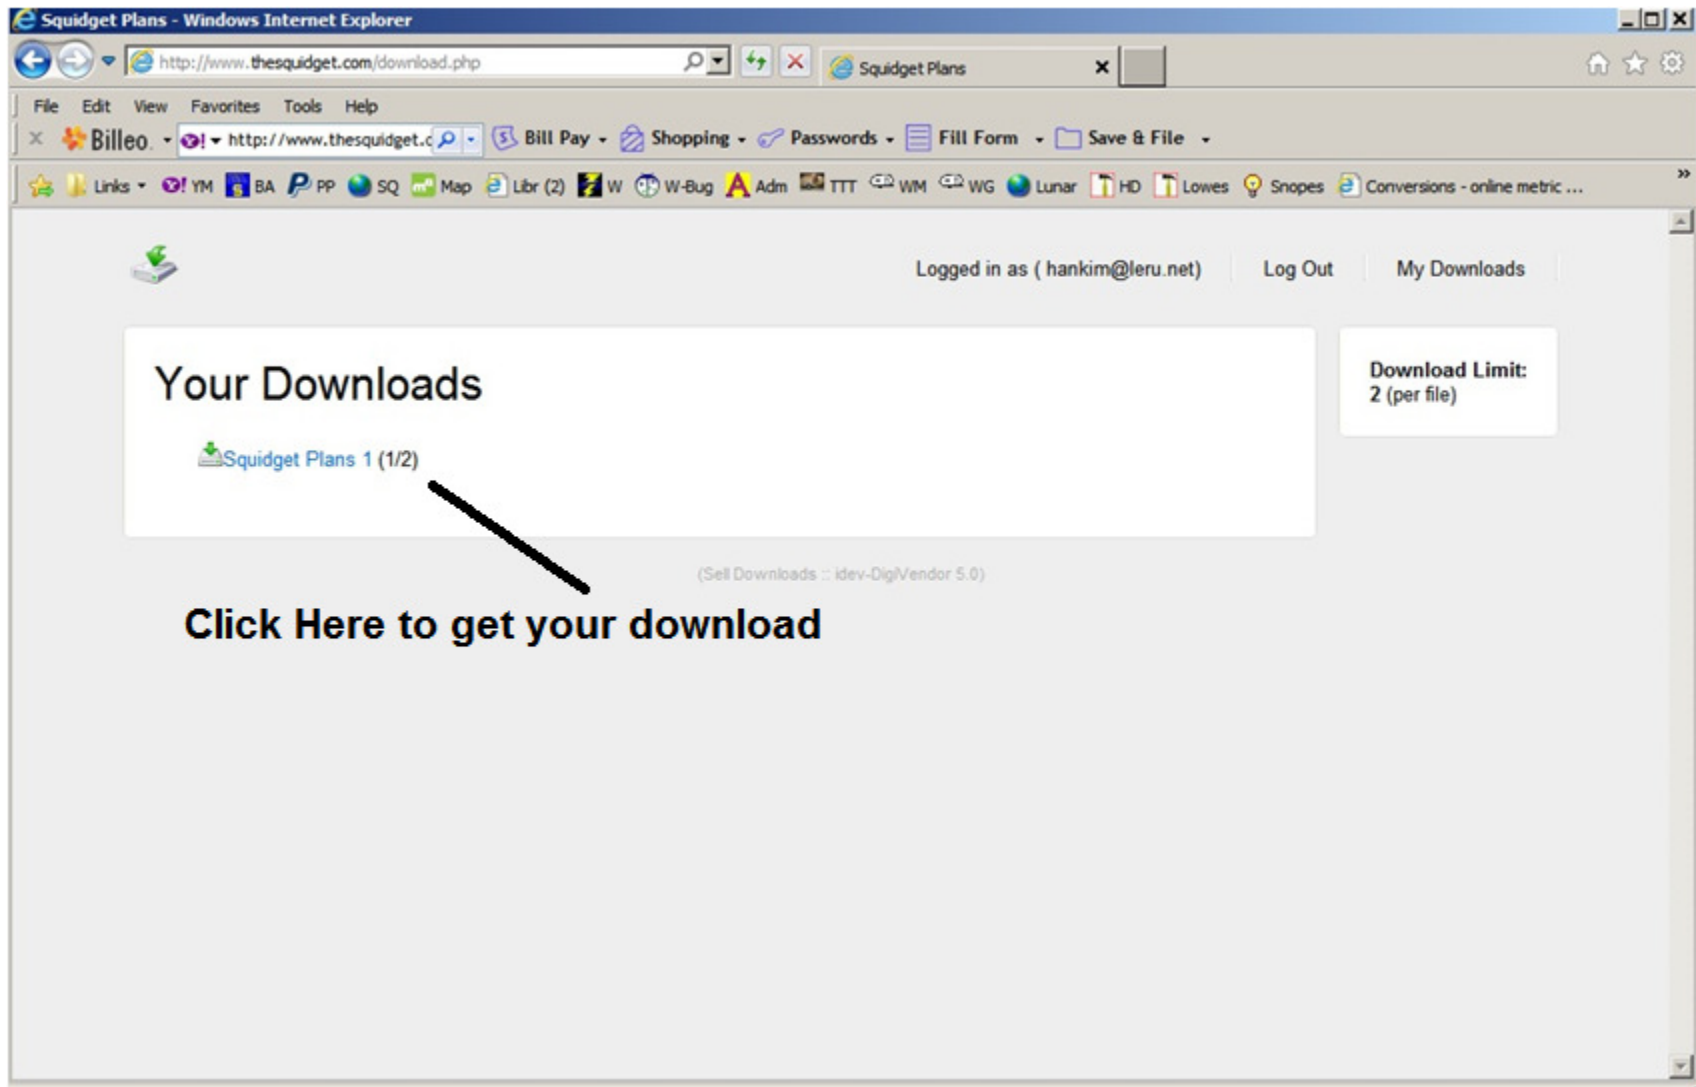 Squidget Plans - Windows Internet Explorer
http://www.thesquidget.com/download.php
Squidget Plans
File Edit View Favorites Tools Help
Billeo. http://www.thesquidget.c Bill Pay Shopping Passwords Fill Form Save & File
Links YM BA PP SQ Map Libr (2) W W-Bug Adm TTT WM WG Lunar HD Lowes Snopes Conversions - online metric ...
Logged in as ( hankim@leru.net) Log Out My Downloads
Your Downloads
Squidget Plans 1 (1/2)
Download Limit:
2 (per file)
(Sell Downloads :: idev-DigiVendor 5.0)
Click Here to get your download